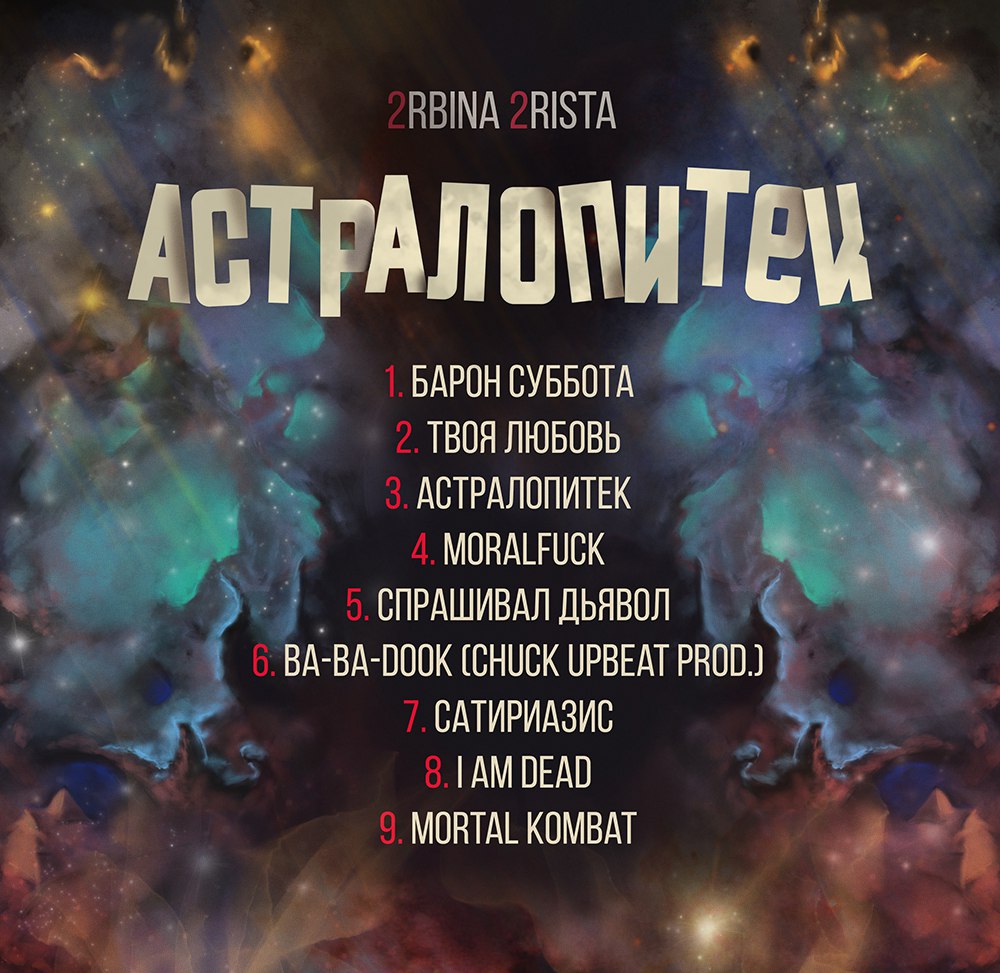 2RBINA 2RISTA
АСТРАЛОПИТЕК
1. БАРОН СУББОТА
2. ТВОЯ ЛЮБОВЬ
3. АСТРАЛОПИТЕК
4. MORALFUCK
5. СПРАШИВАЛ ДЬЯВОЛ
6. BA-BA-DOOK (CHUCK UPBEAT PROD.)
7. САТИРИАЗИС
8. I AM DEAD
9. MORTAL KOMBAT